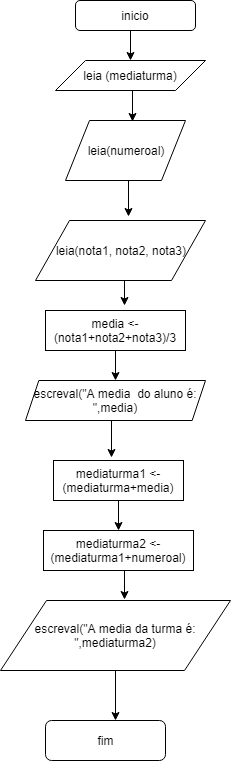 inicio
leia (mediaturma)
leia(numeroal)
leia(nota1, nota2, nota3)
media <-
(nota1+nota2+nota3)/3
escreval("A media  do aluno é:
",media)
mediaturma1 <-
(mediaturma+media)
mediaturma2 <-
(mediaturma1+numeroal)
escreval("A media da turma é:
",mediaturma2)
fim